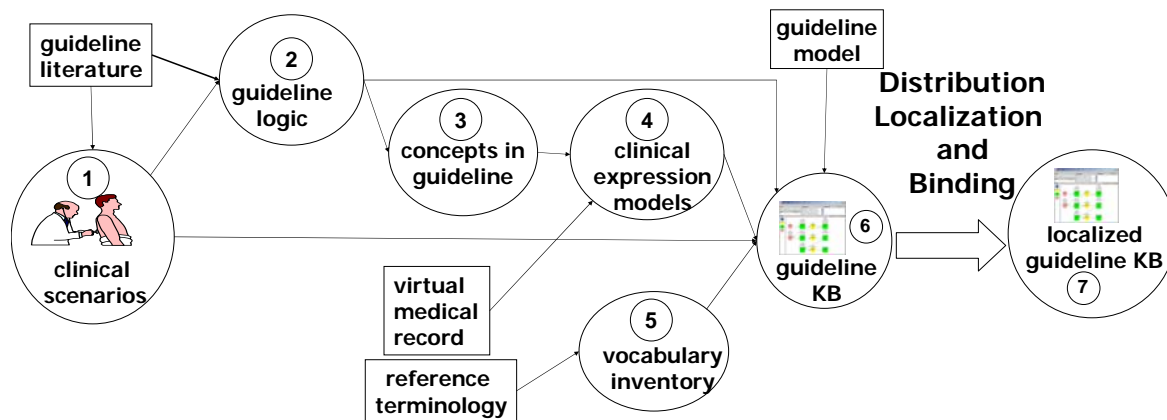 guideline
literature
2
guideline
logic
guideline
model
Distribution
Localization
and
Binding
3
concepts in
guideline
4
clinical
expression
models
1
clinical
scenarios
6
guideline
KB
localized
guideline KB
7
virtual
medical
record
5
vocabulary
inventory
reference
terminology